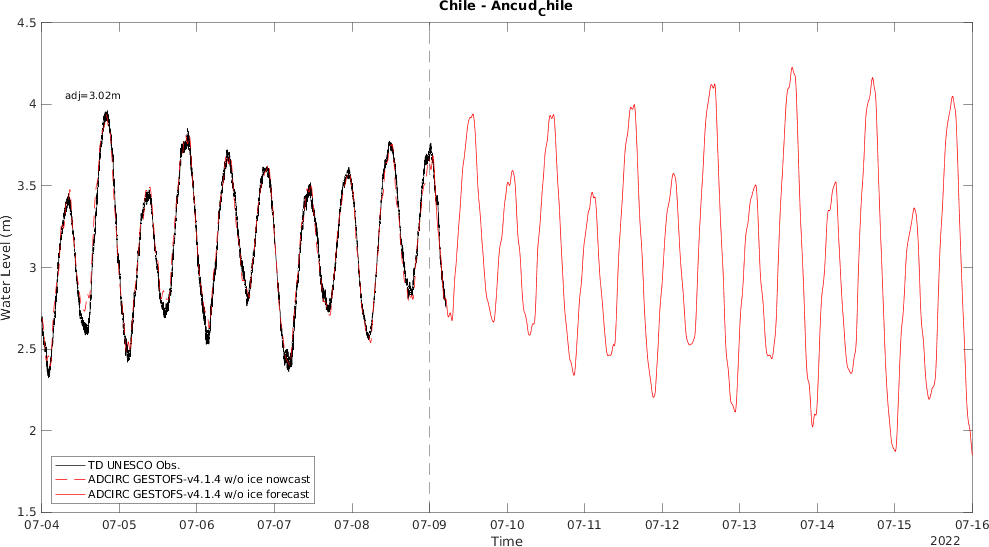 Chile - Ancud_Chile
adj=3.02m
Water Level (m)
4.5
4
3.5
3
2.5
2
1.5
TD UNESCO Obs.
ADCIRC GESTOFS-v4.1.4 w/o ice nowcast
ADCIRC GESTOFS-v4.1.4 w/o ice forecast
07-04 07-05 07-06 07-07 07-08 07-09 07-10 07-11 07-12 07-13 07-14 07-15 07-16
Time
2022